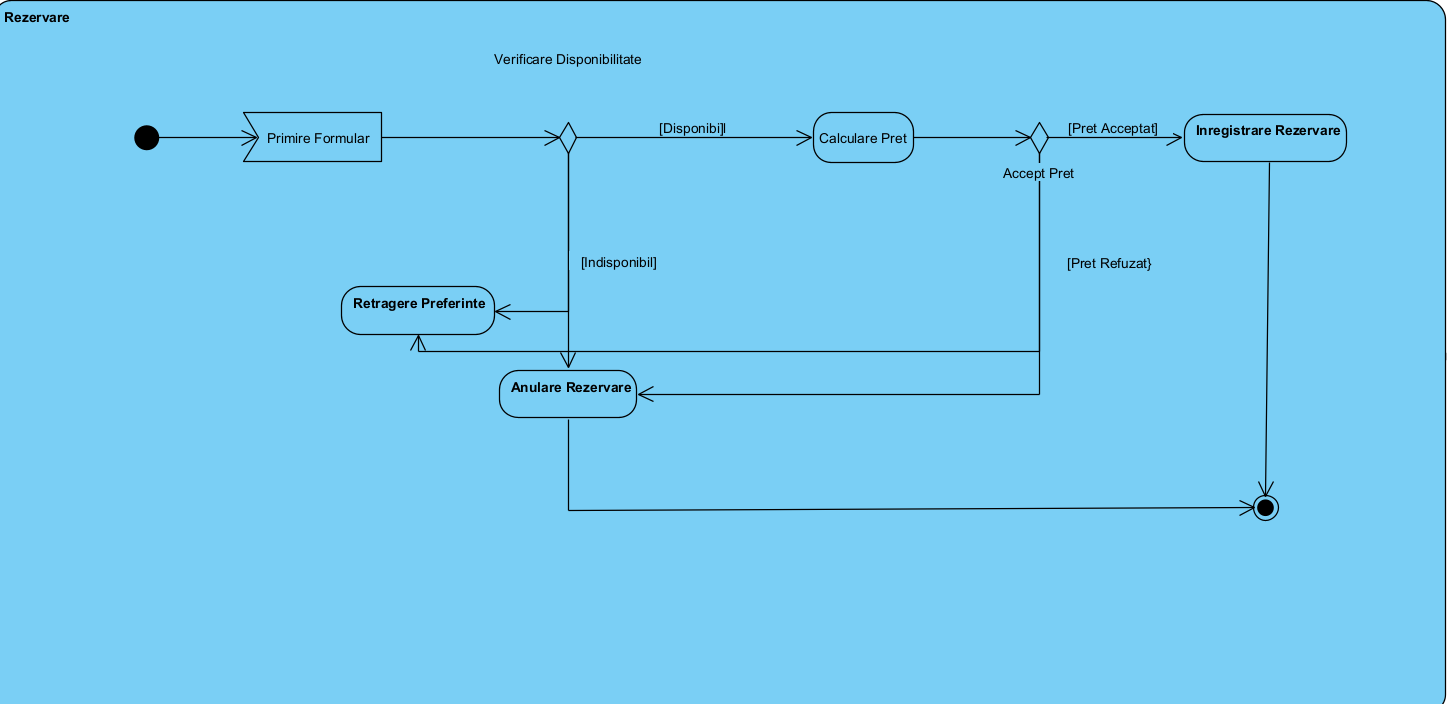 Rezervare
Verificare Disponibilitate
Primire Formular
[Disponibi]l
Calculare Pret
[Pret Acceptat]
Inregistrare Rezervare
Accept Pret
[Indisponibil]
[Pret Refuzat}
Retragere Preferinte
Anulare Rezervare